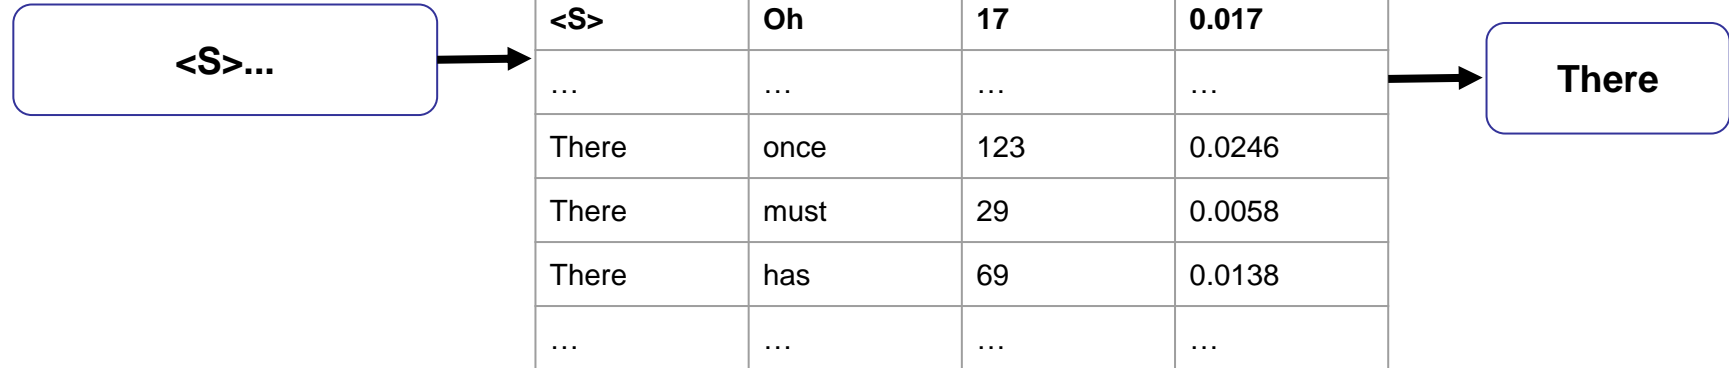 <S>...
<S> Oh 17 0.017
… … … …
There once 123 0.0246
There must 29 0.0058
There has 69 0.0138
… … … …
There